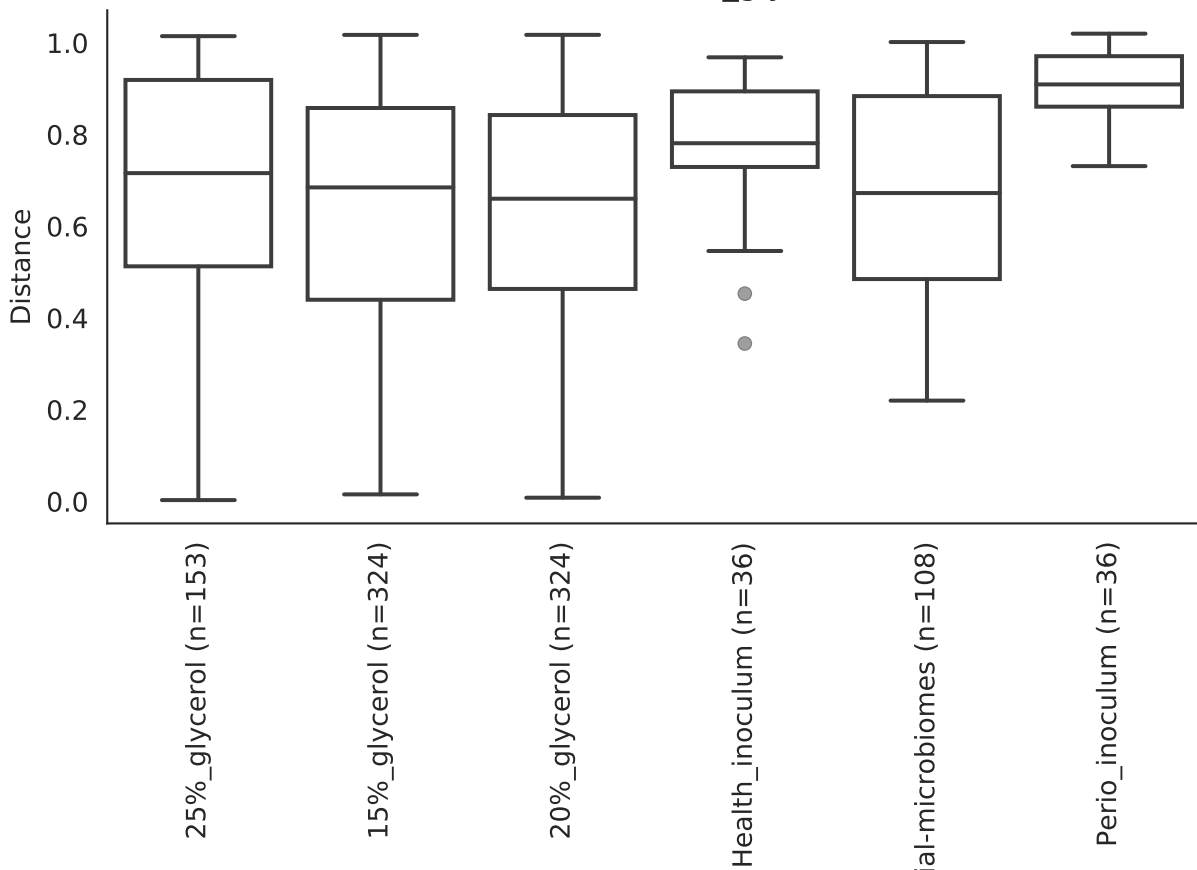 1.0
0.8
0.6
0.4
0.2
0.0
Distance
25%_glycerol (n=153)
15%_glycerol (n=324)
20%_glycerol (n=324)
Health_inoculum (n=36)
ial-microbiomes (n=108)
Perio_inoculum (n=36)